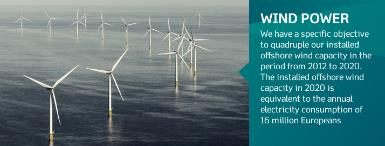 WIND POWER
We have a specific objective
to quadruple our installed
offshore wind capacity in the
period from 2012 to 2020.
The installed offshore wind
capacity in 2020 is
equivalent to the annual
electricity consumption of
16 million Europeans